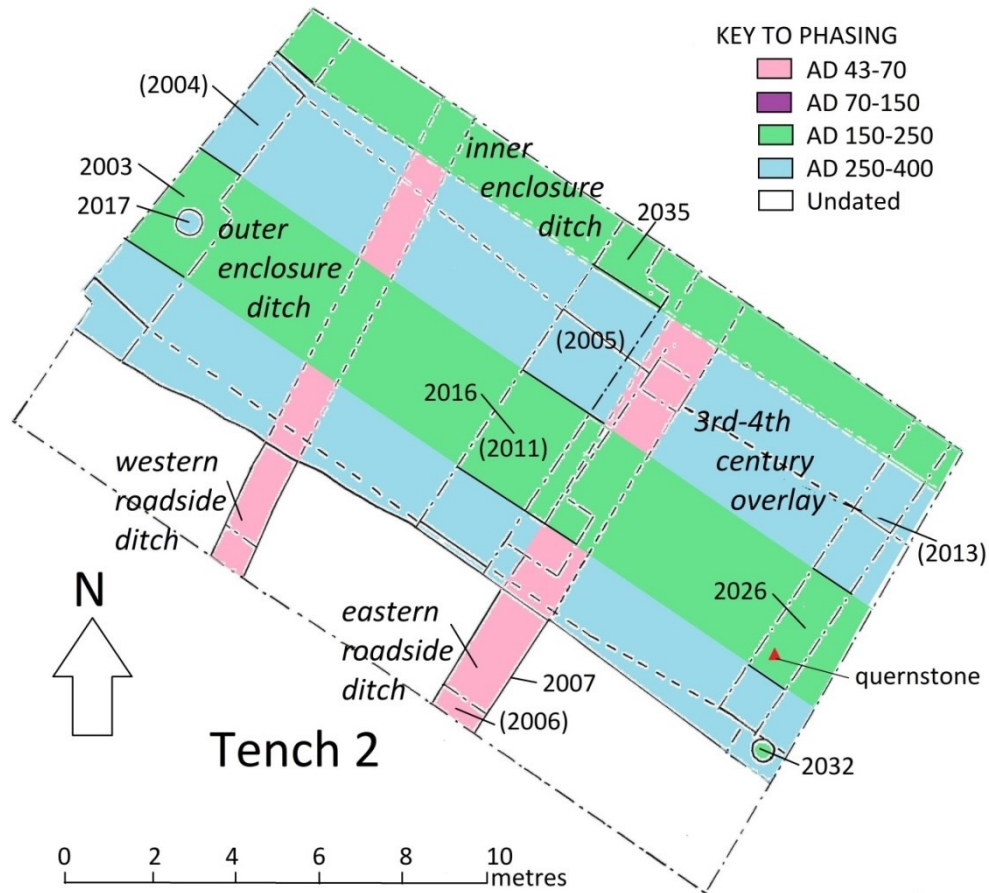 KEY TO PHASING
AD 43-70
AD 70-150
AD 150-250
AD 250-400
Undated
(2004)
2003
2017
inner
enclosure
ditch
2035
outer
enclosure
ditch
(2005)
2016
(2011)
3rd-4th
century
overlay
western
roadside
ditch
(2013)
N
2026
eastern
roadside
ditch
quernstone
2007
(2006)
Tench 2
2032
0 2 4 6 8 10
metres